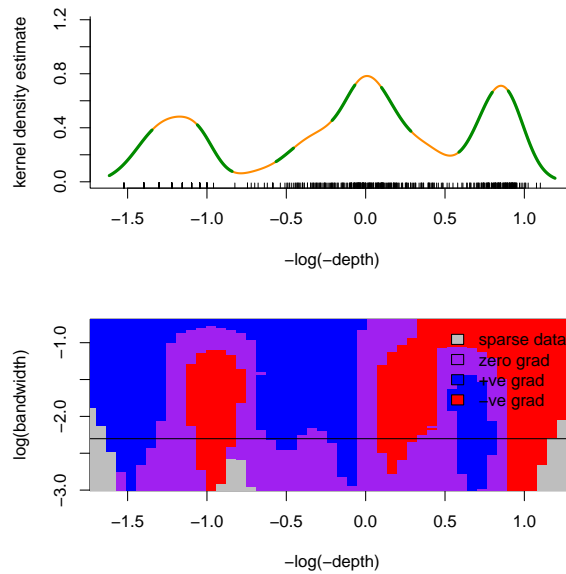 kernel density estimate
1.2
0.8
0.4
0.0
−1.5 −1.0 −0.5 0.0 0.5 1.0
−log(−depth)
log(bandwidth)
−1.0
−2.0
−3.0
sparse data
zero grad
+ve grad
−ve grad
−1.5 −1.0 −0.5 0.0 0.5 1.0
−log(−depth)